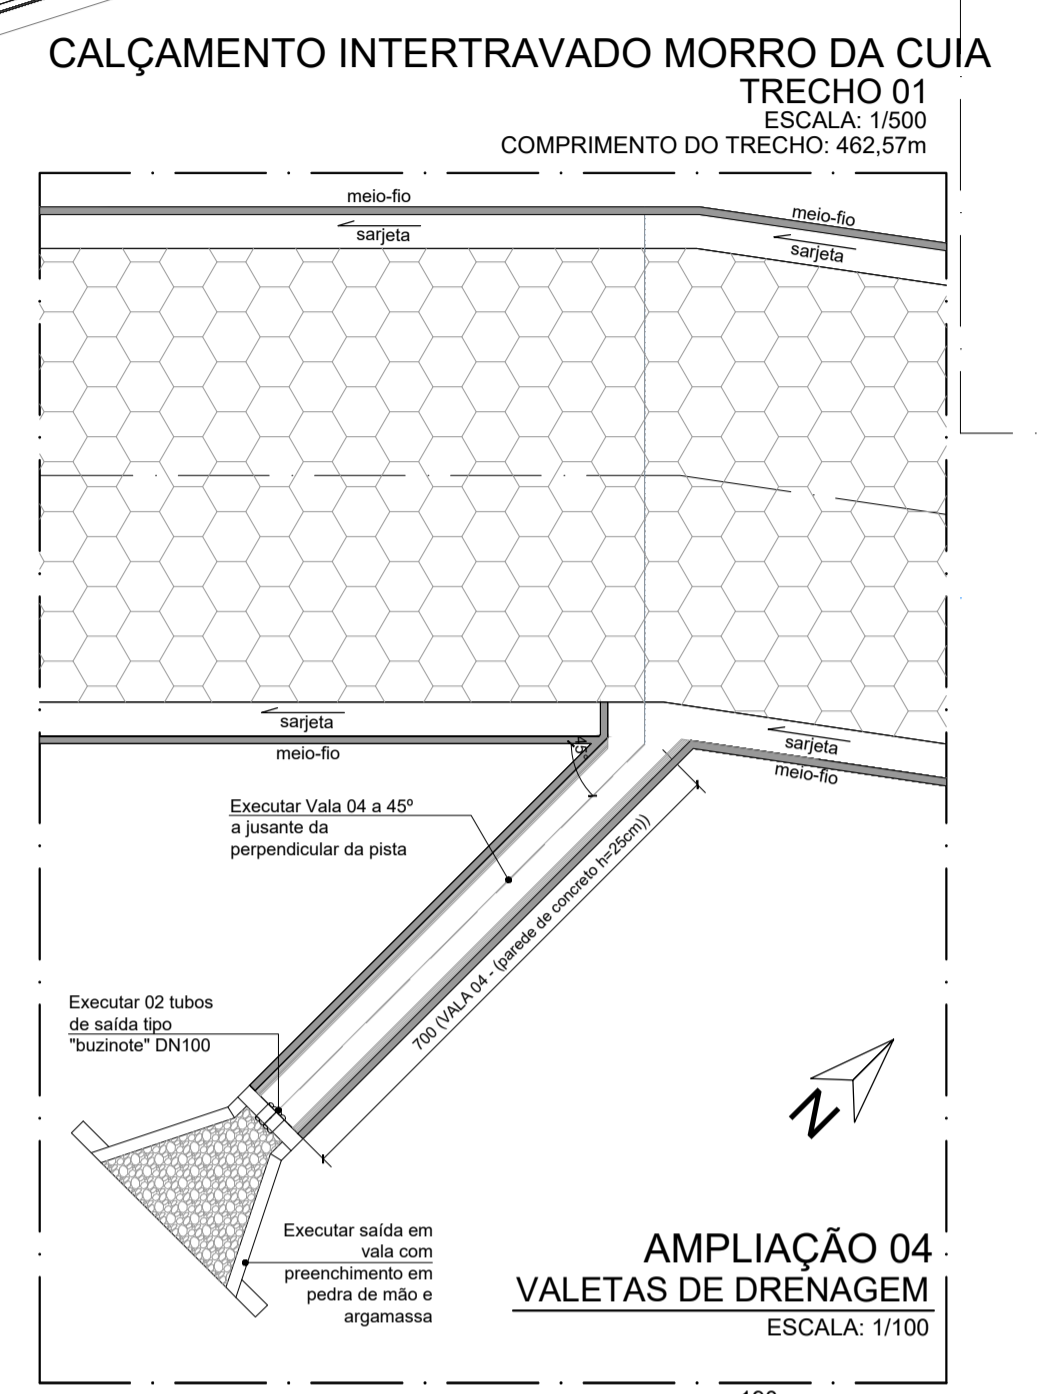 CALÇAMENTO INTERTRAVADO MORRO DA CUIA
TRECHO 01
ESCALA: 1/500
COMPRIMENTO DO TRECHO: 462,57m
meio-fio
meio-fio
sarjeta
sarjeta
sarjeta
meio-fio
sarjeta
meio-fio
45°
Executar Vala 04 a 45º
a jusante da
perpendicular da pista
700 (VALA 04 - (parede de concreto h=25cm))
Executar 02 tubos
de saída tipo
"buzinote" DN100
N
Executar saída em
vala com
preenchimento em
pedra de mão e
argamassa
AMPLIAÇÃO 04
VALETAS DE DRENAGEM
ESCALA: 1/100